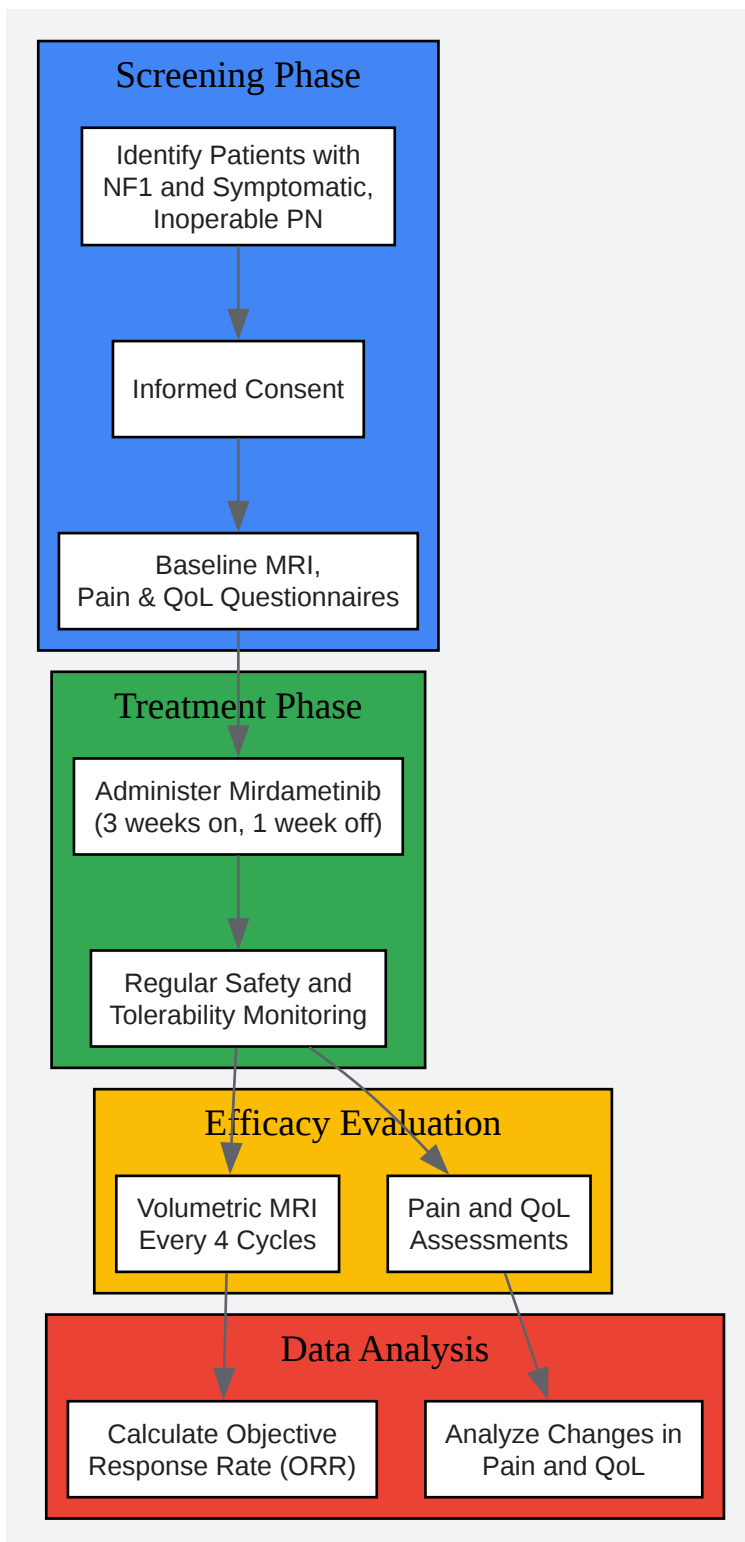 Screening Phase
Identify Patients with
NF1 and Symptomatic,
Inoperable PN
Informed Consent
Baseline MRI,
Pain & QoL Questionnaires
Treatment Phase
Administer Mirdametinib
(3 weeks on, 1 week off)
Regular Safety and
Tolerability Monitoring
Efficacy Evaluation
Volumetric MRI
Every 4 Cycles
Pain and QoL
Assessments
Data Analysis
Calculate Objective
Response Rate (ORR)
Analyze Changes in
Pain and QoL